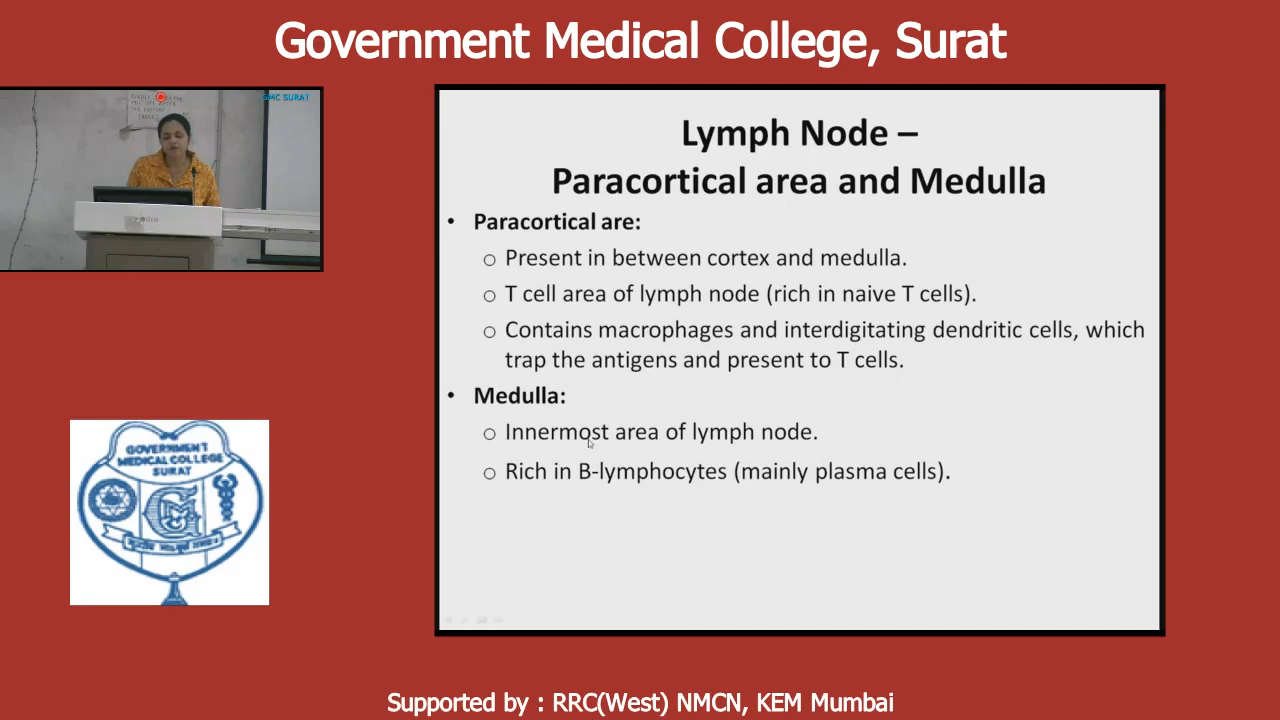 Government Medical College, Surat
GMC SURAT
Lymph Node –
Paracortical area and Medulla
• Paracortical are:
o Present in between cortex and medulla.
o T cell area of lymph node (rich in naive T cells).
o Contains macrophages and interdigitating dendritic cells, which
trap the antigens and present to T cells.
• Medulla:
o Innermost area of lymph node.
o Rich in B-lymphocytes (mainly plasma cells).
GOVERNMENT
MEDICAL COLLEGE
SURAT
Supported by : RRC(West) NMCN, KEM Mumbai